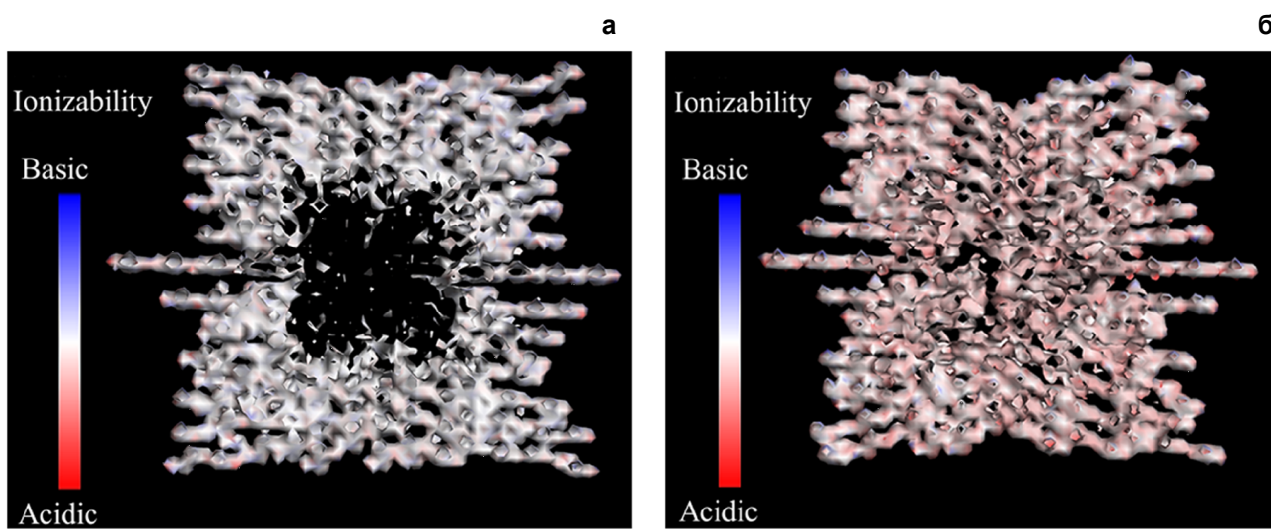 а
б
Ionizability
Basic
Acidic
Ionizability
Basic
Acidic